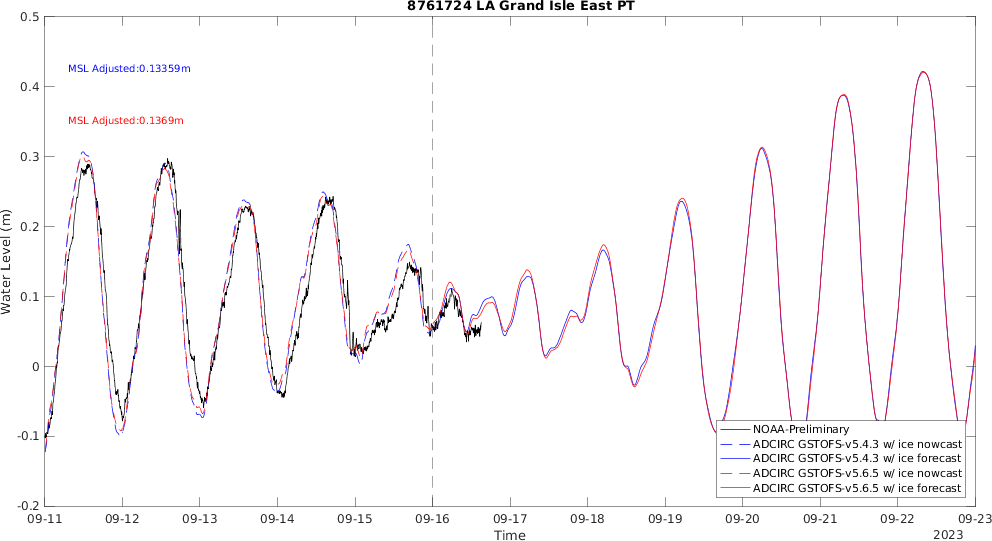 8761724 LA Grand Isle East PT
MSL Adjusted:0.13359m
MSL Adjusted:0.1369m
Water Level (m)
0.5
0.4
0.3
0.2
0.1
0
-0.1
-0.2
NOAA-Preliminary
ADCIRC GSTOFS-v5.4.3 w/ ice nowcast
ADCIRC GSTOFS-v5.4.3 w/ ice forecast
ADCIRC GSTOFS-v5.6.5 w/ ice nowcast
ADCIRC GSTOFS-v5.6.5 w/ ice forecast
09-11 09-12 09-13 09-14 09-15 09-16 09-17 09-18 09-19 09-20 09-21 09-22 09-23
Time
2023